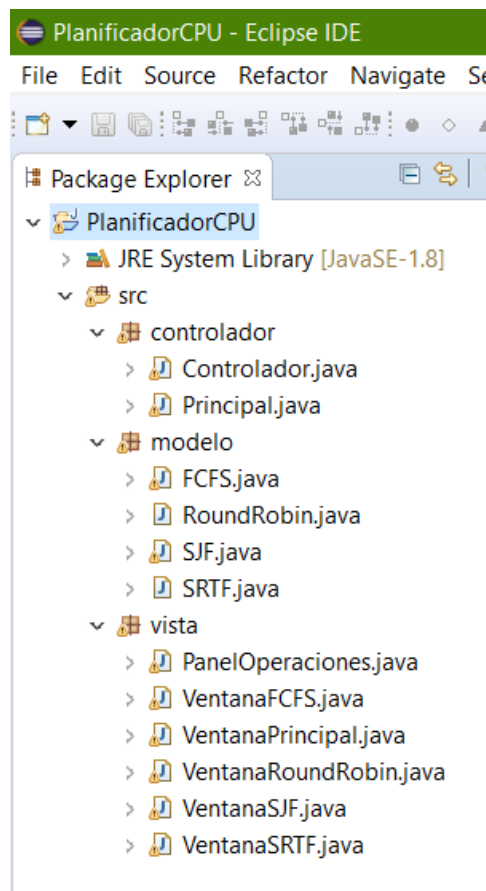 PlanificadorCPU - Eclipse IDE
File Edit Source Refactor Navigate
Package Explorer
PlanificadorCPU
JRE System Library [JavaSE-1.8]
src
controlador
Controlador.java
Principal.java
modelo
FCFS.java
RoundRobin.java
SJF.java
SRTF.java
vista
PanelOperaciones.java
VentanaFCFS.java
VentanaPrincipal.java
VentanaRoundRobin.java
VentanaSJF.java
VentanaSRTF.java